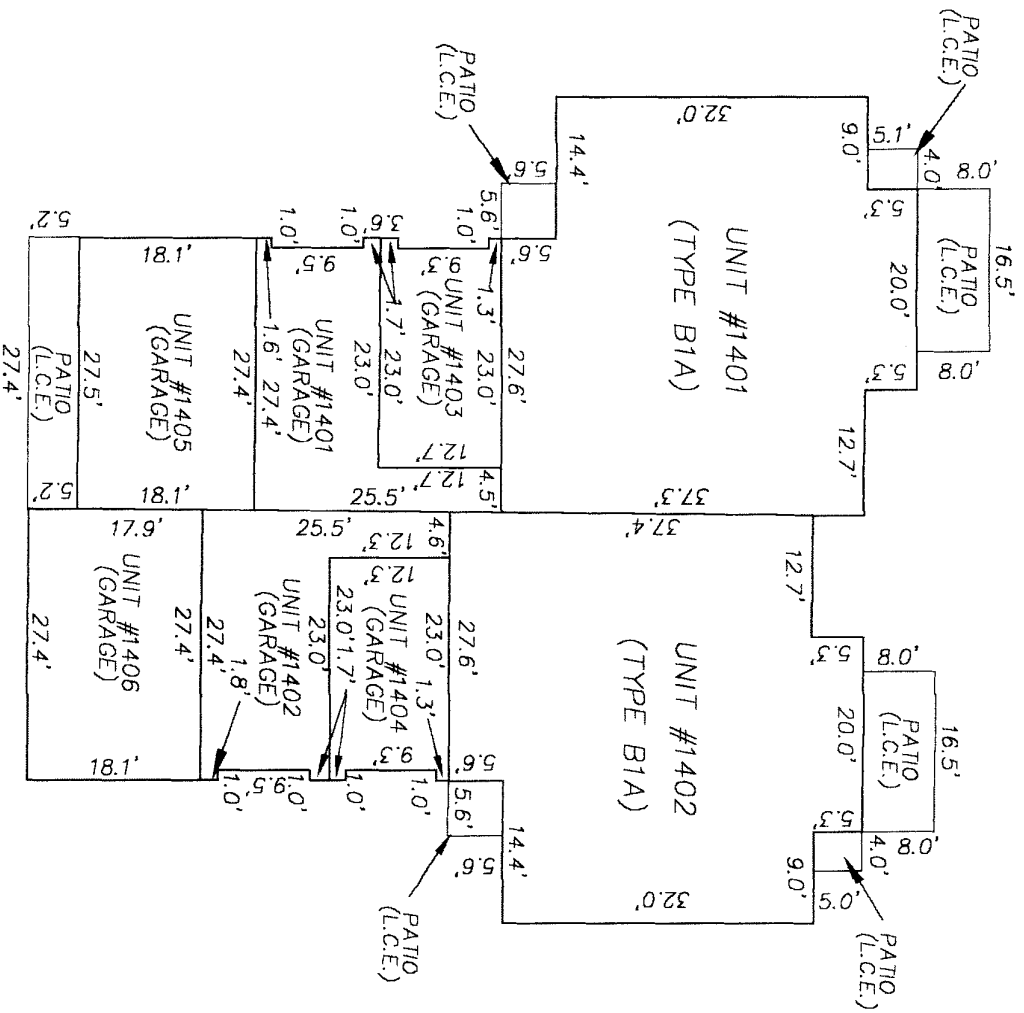 PATIO
(L.C.E.)
PATIO
(L.C.E.)
5.1'
4.0'
8.0'
16.5'
PATIO
(L.C.E.)
8.0'
9.0'
5.3'
20.0'
5.3'
32.0'
12.7'
UNIT #1401
(TYPE B1A)
14.4'
5.6
5.6'
5.6'
37.3'
27.6'
1.3'
23.0'
4.5'
1.0'
9.3'
UNIT #1403
(GARAGE)
12.7'
12.7'
3.6'
1.7'
23.0'
23.0'
1.0'
1.0'
9.5'
UNIT #1401
(GARAGE)
25.5'
1.6'
27.4'
27.4'
18.1'
UNIT #1405
(GARAGE)
18.1'
5.2'
27.5'
PATIO
(L.C.E.)
5.2'
27.4'
37.4'
12.7'
5.3'
8.0'
16.5'
PATIO
(L.C.E.)
8.0'
20.0'
5.3'
4.0'
5.0'
9.0'
PATIO
(L.C.E.)
UNIT #1402
(TYPE B1A)
32.0'
14.4'
5.6'
5.6'
5.6'
PATIO
(L.C.E.)
4.6'
27.6'
23.0'
1.3'
12.3'
12.3'
UNIT #1404
(GARAGE)
9.3'
1.0'
1.0'
23.0'
1.7'
23.0'
25.5'
UNIT #1402
(GARAGE)
1.0'
9.5'
1.0'
1.8'
27.4'
27.4'
17.6'
UNIT #1406
(GARAGE)
18.1'
27.4'